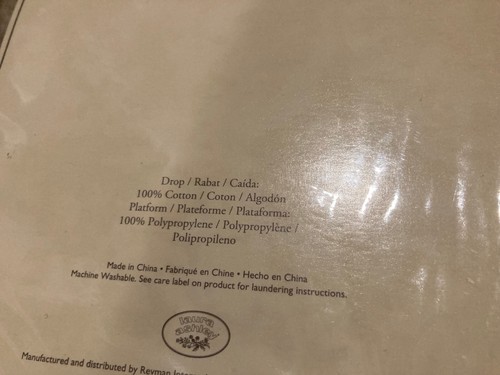 Drop / Rabat / Caída:
100% Cotton / Coton / Algodón
Platform / Plateforme / Plataforma:
100% Polypropylene / Polypropylène /
Polipropileno
Made in China • Fabriqué en Chine • Hecho en China
Machine Washable. See care label on product for laundering instructions.
laura
ashley
Manufactured and distributed by Revman